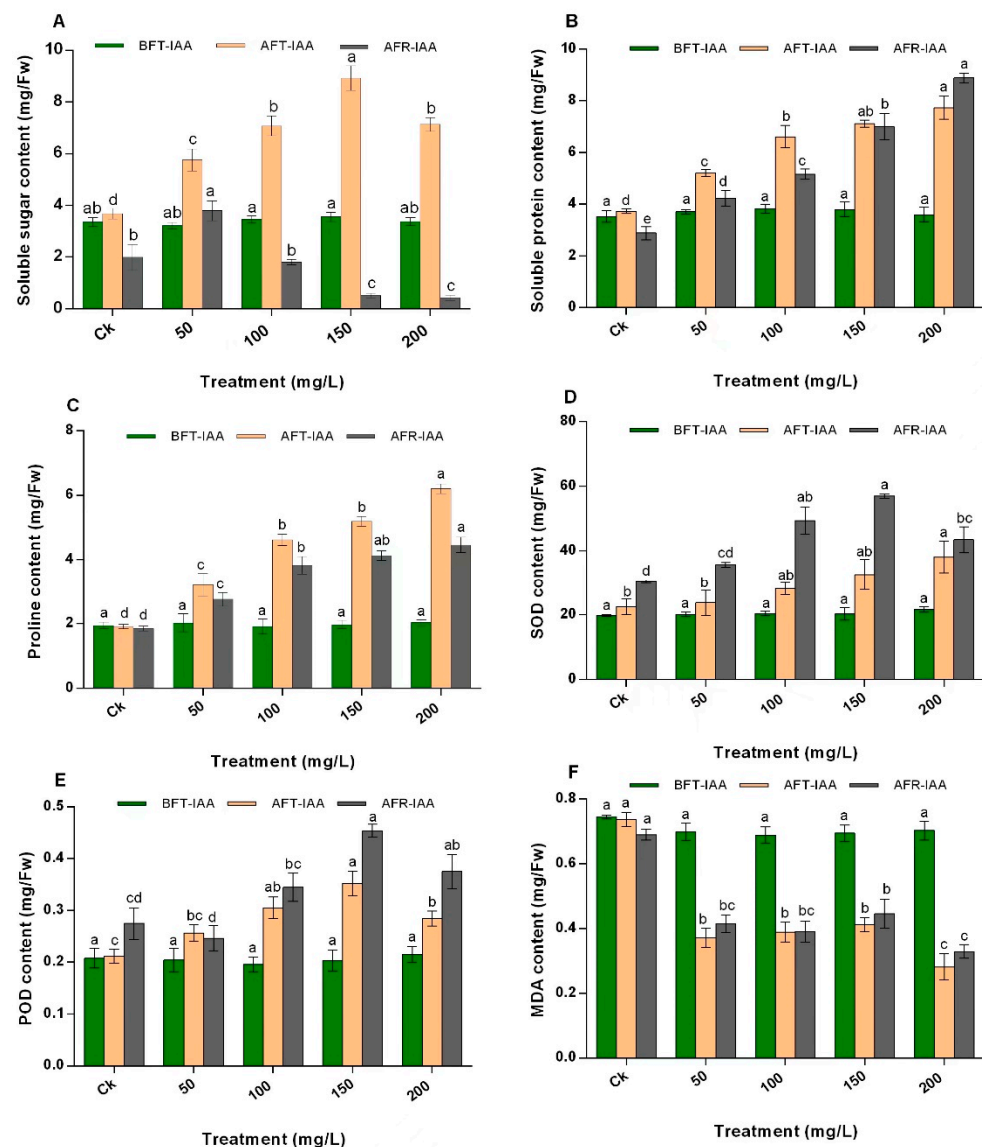 A
BFT-IAA AFT-IAA AFR-IAA
Soluble sugar content (mg/Fw)
10
8
6
4
2
0
ab d b
ab c a
a b b
a a c
ab b c
Ck 50 100 150 200
Treatment (mg/L)
B
BFT-IAA AFT-IAA AFR-IAA
Soluble protein content (mg/Fw)
10
8
6
4
2
0
a d e
a c d
a b c
a ab b
a a a
Ck 50 100 150 200
Treatment (mg/L)
C
BFT-IAA AFT-IAA AFR-IAA
Proline content (mg/Fw)
8
6
4
2
0
a d d
a c c
a b b
a b ab
a a a
Ck 50 100 150 200
Treatment (mg/L)
D
BFT-IAA AFT-IAA AFR-IAA
SOD content (mg/Fw)
80
60
40
20
0
a b d
a b cd
a ab ab
a ab a
a a bc
Ck 50 100 150 200
Treatment (mg/L)
E
BFT-IAA AFT-IAA AFR-IAA
POD content (mg/Fw)
0.5
0.4
0.3
0.2
0.1
0.0
a c cd
a bc d
a ab bc
a a a
a b ab
Ck 50 100 150 200
Treatment (mg/L)
F
BFT-IAA AFT-IAA AFR-IAA
MDA content (mg/Fw)
0.8
0.6
0.4
0.2
0.0
a a a
a b bc
a b bc
a b b
a c c
Ck 50 100 150 200
Treatment (mg/L)